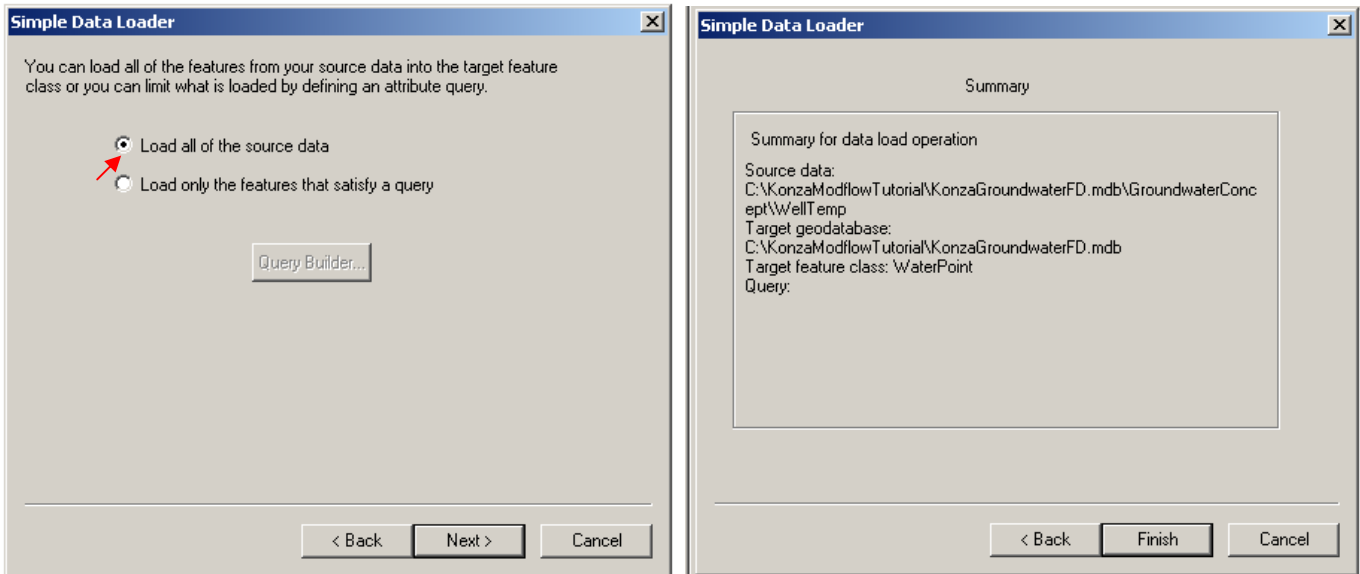 Simple Data Loader
You can load all of the features from your source data into the target feature
class or you can limit what is loaded by defining an attribute query.
Load all of the source data
Load only the features that satisfy a query
Query Builder...
< Back
Next >
Cancel
Simple Data Loader
Summary
Summary for data load operation
Source data:
C:\KonzaModflowTutorial\KonzaGroundwaterFD.mdb\GroundwaterConc
ept\WellTemp
Target geodatabase:
C:\KonzaModflowTutorial\KonzaGroundwaterFD.mdb
Target feature class: WaterPoint
Query:
< Back
Finish
Cancel